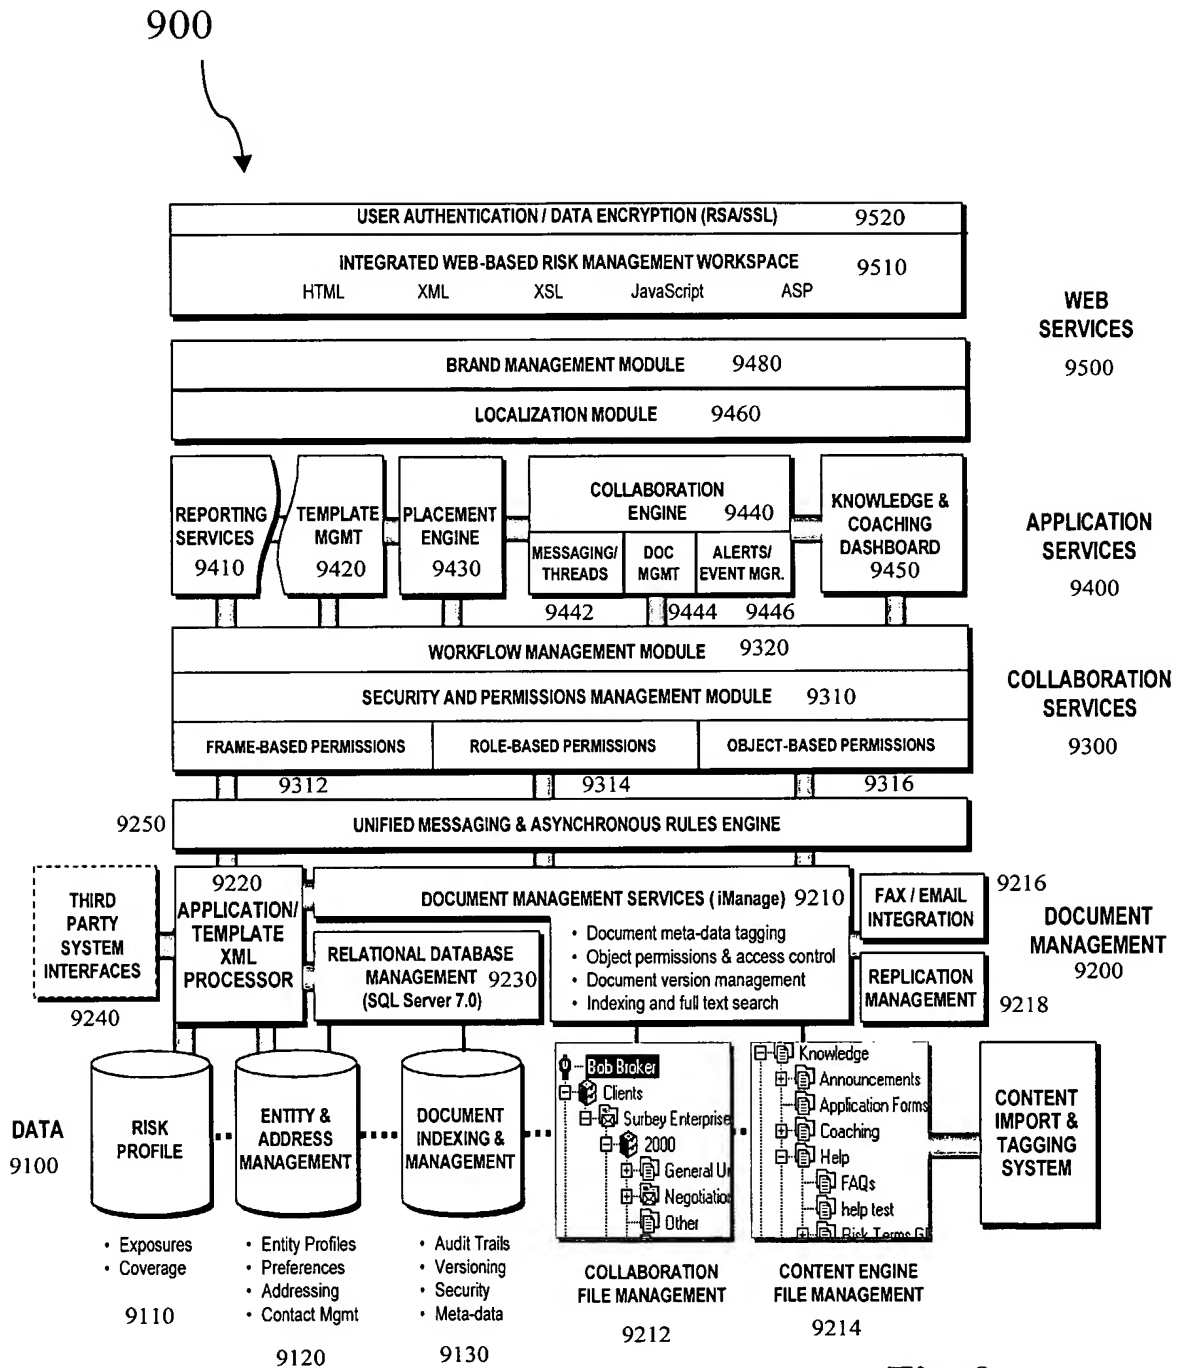 900
USER AUTHENTICATION / DATA ENCRYPTION (RSA/SSL) 9520
INTEGRATED WEB-BASED RISK MANAGEMENT WORKSPACE 9510
HTML XML XSL JavaScript ASP
WEB
SERVICES
9500
BRAND MANAGEMENT MODULE 9480
LOCALIZATION MODULE 9460
REPORTING
SERVICES
9410
TEMPLATE
MGMT
9420
PLACEMENT
ENGINE
9430
COLLABORATION
ENGINE 9440
MESSAGING/
THREADS
DOC
MGMT
ALERTS/
EVENT MGR.
9442 9444 9446
KNOWLEDGE &
COACHING
DASHBOARD
9450
APPLICATION
SERVICES
9400
WORKFLOW MANAGEMENT MODULE 9320
SECURITY AND PERMISSIONS MANAGEMENT MODULE 9310
FRAME-BASED PERMISSIONS ROLE-BASED PERMISSIONS OBJECT-BASED PERMISSIONS
9312 9314 9316
COLLABORATION
SERVICES
9300
9250 UNIFIED MESSAGING & ASYNCHRONOUS RULES ENGINE
THIRD
PARTY
SYSTEM
INTERFACES
9240
9220
APPLICATION/
TEMPLATE
XML
PROCESSOR
DOCUMENT MANAGEMENT SERVICES (iManage) 9210
• Document meta-data tagging
• Object permissions & access control
• Document version management
• Indexing and full text search
RELATIONAL DATABASE
MANAGEMENT 9230
(SQL Server 7.0)
FAX / EMAIL
INTEGRATION
9216
REPLICATION
MANAGEMENT
9218
DOCUMENT
MANAGEMENT
9200
DATA
9100
RISK
PROFILE
• Exposures
• Coverage
9110
ENTITY &
ADDRESS
MANAGEMENT
• Entity Profiles
• Preferences
• Addressing
• Contact Mgmt
9120
DOCUMENT
INDEXING &
MANAGEMENT
• Audit Trails
• Versioning
• Security
• Meta-data
9130
Bob Broker
Clients
Surbey Enterprise
2000
General Ur
Negotiation
Other
COLLABORATION
FILE MANAGEMENT
9212
Knowledge
Announcements
Application Forms
Coaching
Help
FAQs
help test
Risk Terms Gl
CONTENT ENGINE
FILE MANAGEMENT
9214
CONTENT
IMPORT &
TAGGING
SYSTEM